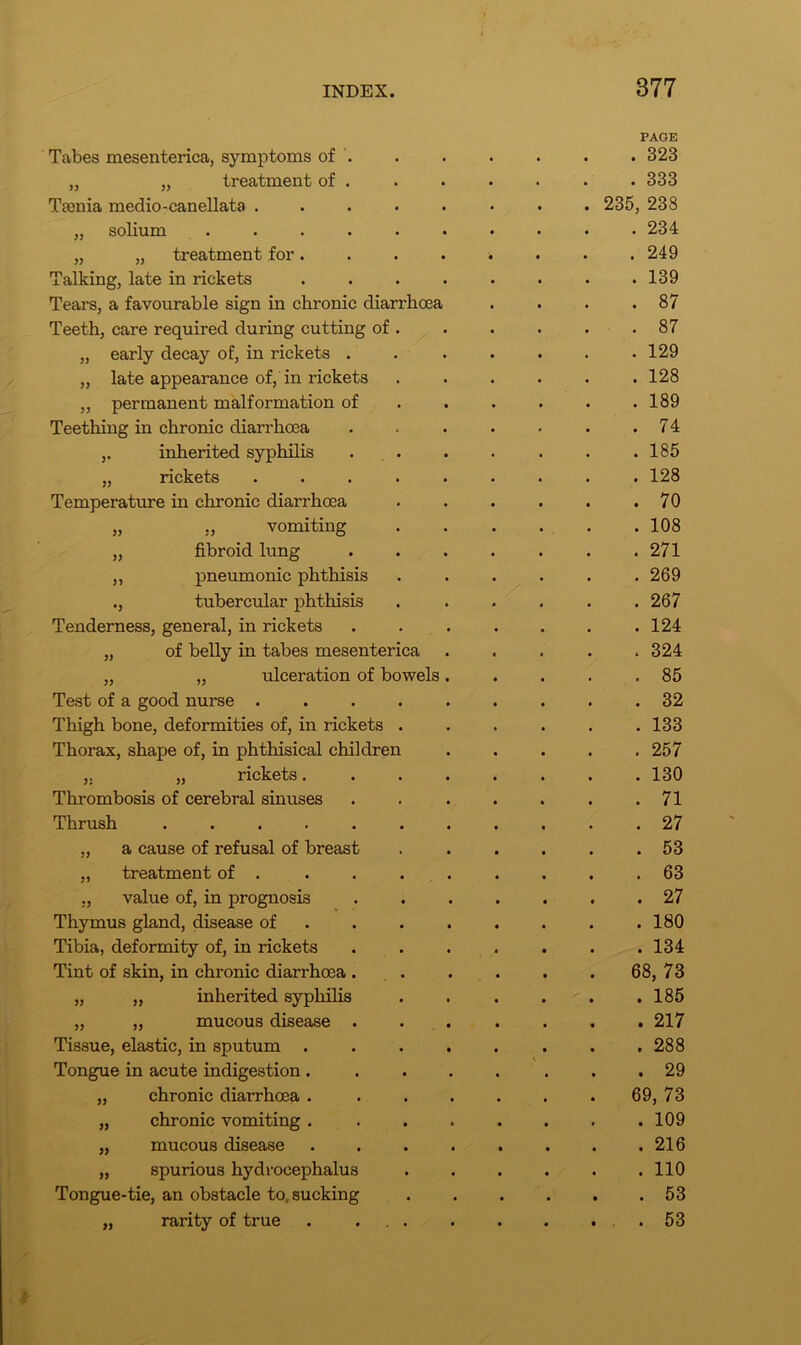 INDEX. 377
PAGE
Tabes mesenterica, symptoms of . . . . . . . 323
„ „ treatment of . . . . . . . 333
Tænia medio-canellata . . . . . . . . 235, 238
„ solium . . . . . . . . . . 234
„ „ treatment for . . . . . . . . 249
Talking, late in rickets . . . . . . . . 139
Tears, a favourable sign in chronic diarrhœa . . . . 87
Teeth, care required during cutting of . . . . . . 87
„ early decay of, in rickets . . . . . . . 129
„ late appearance of, in rickets . . . . . . 128
„ permanent malformation of . . . . . . 189
Teething in chronic diarrhœa . . . . . . . 74
„ inherited syphilis . . . . . . . . 185
„ rickets . . . . . . . . . 128
Temperature in chronic diarrhœa . . . . . . 70
„ „ vomiting . . . . . . 108
„ fibroid lung . . . . . . . 271
„ pneumonic phthisis . . . . . . 269
„ tubercular phthisis . . . . . . 267
Tenderness, general, in rickets . . . . . . . 124
„ of belly in tabes mesenterica . . . . . 324
„ „ ulceration of bowels . . . . . 85
Test of a good nurse . . . . . . . . . 32
Thigh bone, deformities of, in rickets . . . . . . 133
Thorax, shape of, in phthisical children . . . . . 257
„ „ rickets . . . . . . . . 130
Thrombosis of cerebral sinuses . . . . . . . 71
Thrush . . . . . . . . . . . 27
„ a cause of refusal of breast . . . . . . 53
„ treatment of . . . . . . . . . 63
„ value of, in prognosis . . . . . . . 27
Thymus gland, disease of . . . . . . . . 180
Tibia, deformity of, in rickets . . . . . . . 134
Tint of skin, in chronic diarrhœa . . . . . . 68, 73
„ „ inherited syphilis . . . . . . 185
„ „ mucous disease . . . . . . . 217
Tissue, elastic, in sputum . . . . . . . . 288
Tongue in acute indigestion . . . . . . . . 29
„ chronic diarrhœa . . . . . . . 69, 73
„ chronic vomiting . . . . . . . . 109
„ mucous disease . . . . . . . . 216
„ spurious hydrocephalus . . . . . . 110
Tongue-tie, an obstacle to sucking . . . . . . 53
„ rarity of true . . . . . . . . . 53